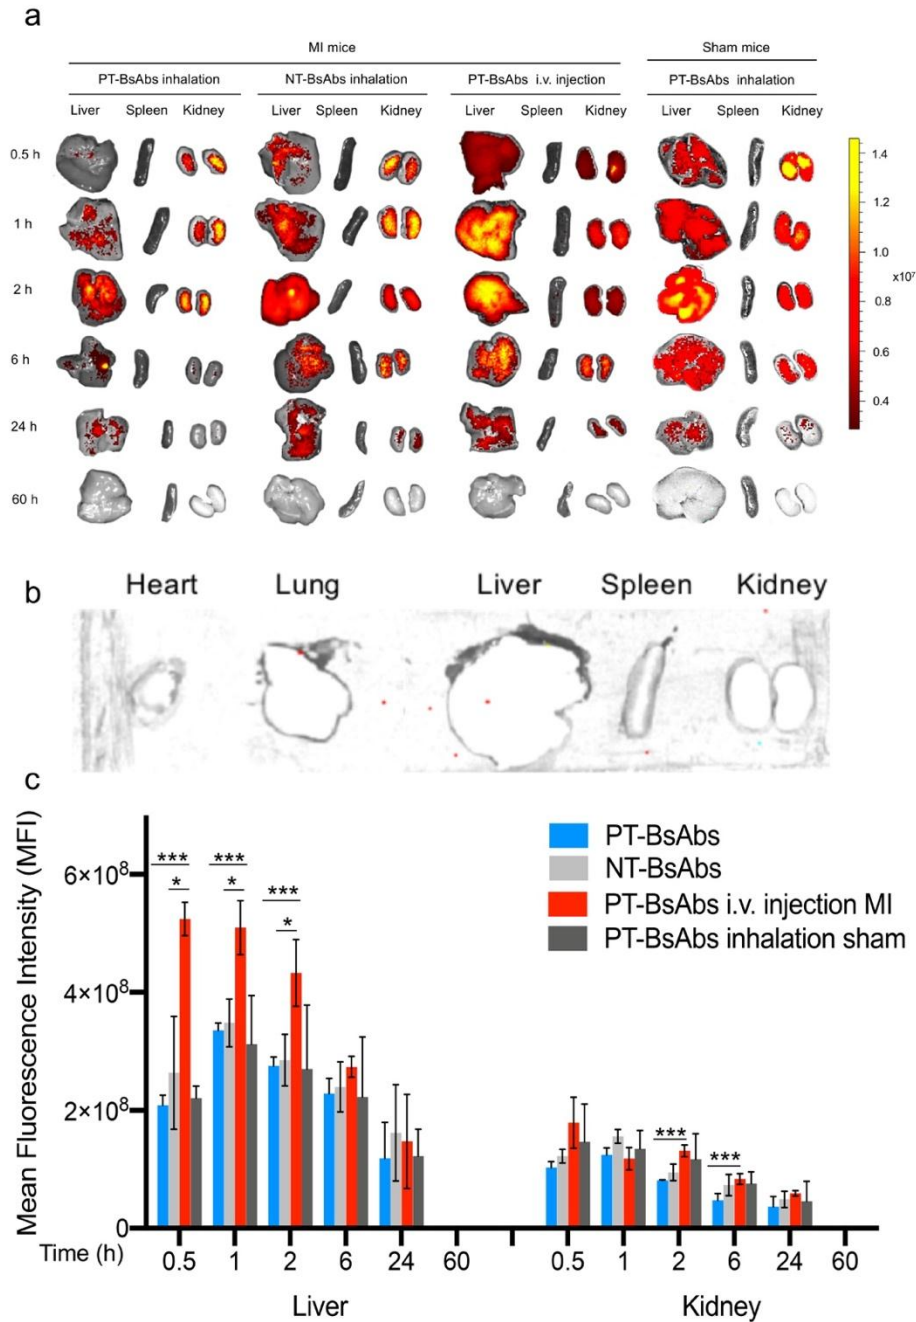 a
MI mice
Sham mice
PT-BsAbs inhalation
NT-BsAbs inhalation
PT-BsAbs i.v. injection
PT-BsAbs inhalation
Liver Spleen Kidney Liver Spleen Kidney Liver Spleen Kidney Liver Spleen Kidney
0.5 h
1 h
2 h
6 h
24 h
60 h
1.4
1.2
1.0
x10⁷
0.8
0.6
0.4
b
Heart Lung Liver Spleen Kidney
c
Mean Fluorescence Intensity (MFI)
6×10⁸
4×10⁸
2×10⁸
0
*** *** *** *** ***
* * *
PT-BsAbs
NT-BsAbs
PT-BsAbs i.v. injection MI
PT-BsAbs inhalation sham
Time (h) 0.5 1 2 6 24 60 0.5 1 2 6 24 60
Liver Kidney